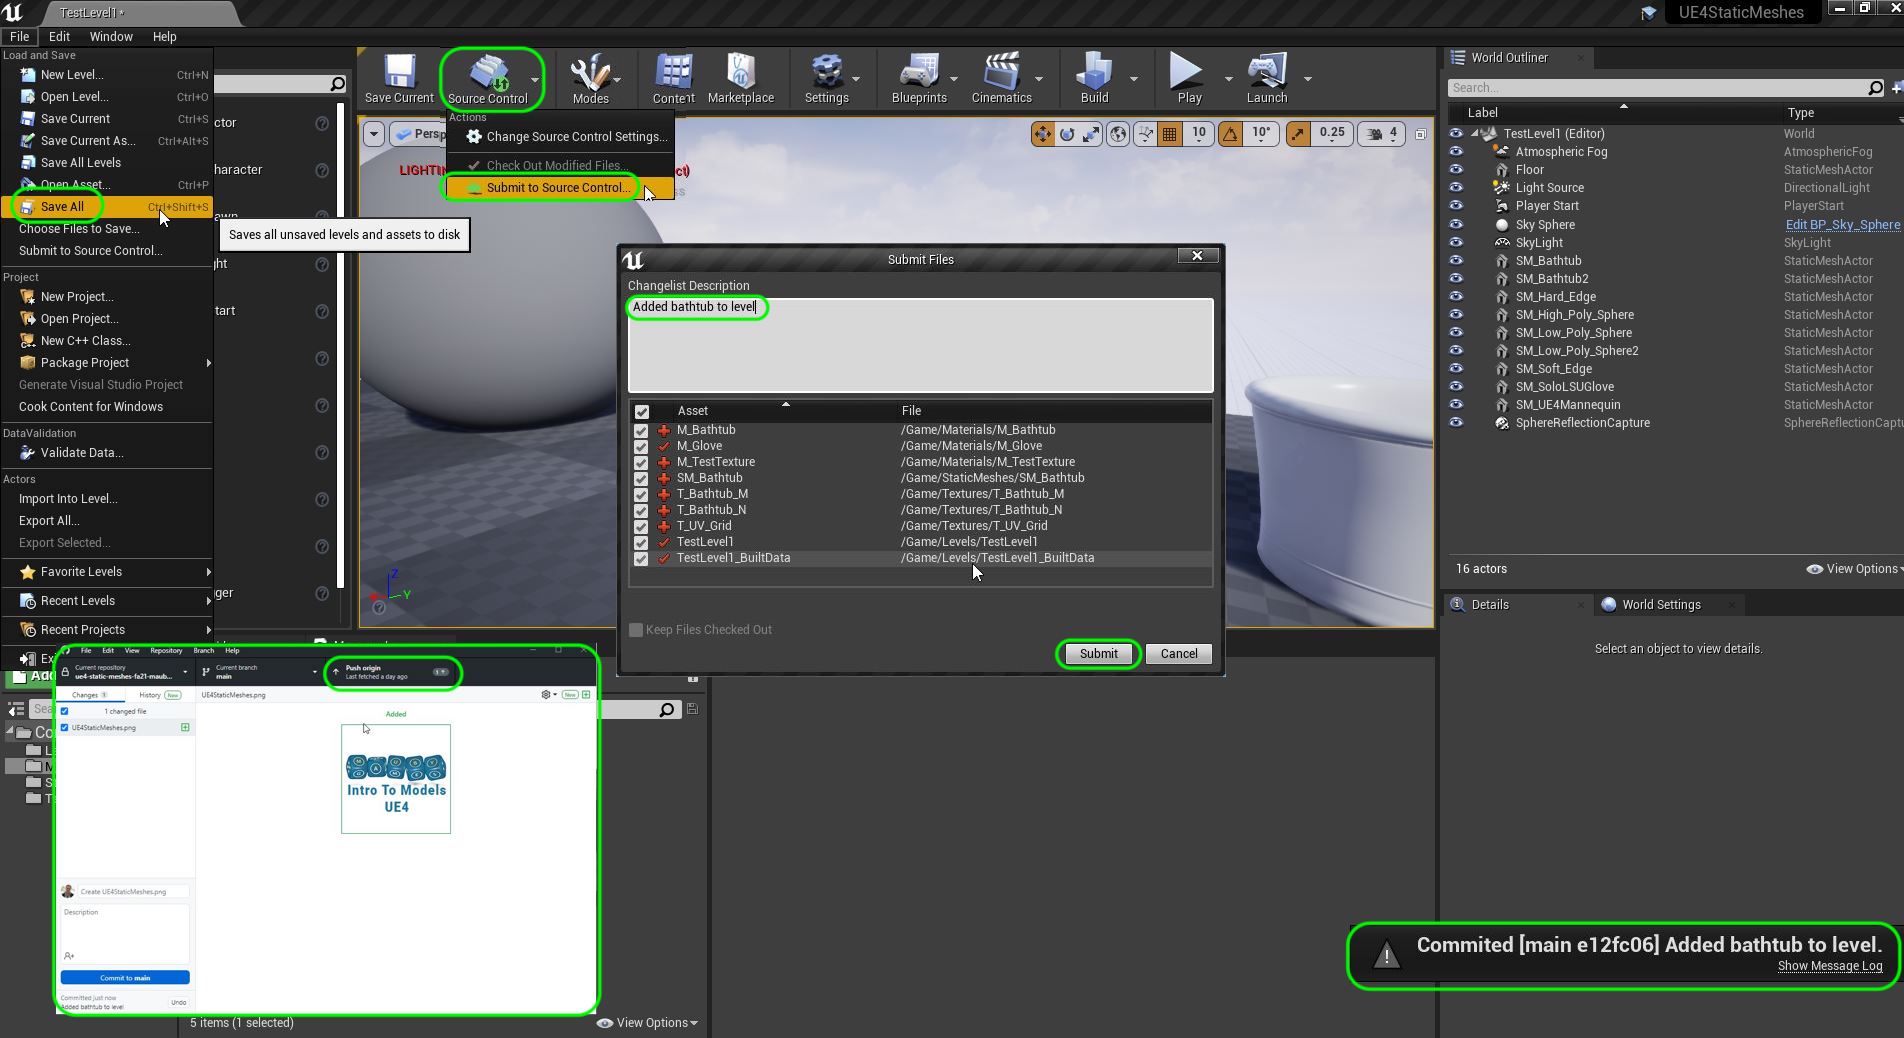 TestLevel1*
UE4StaticMeshes
File Edit Window Help
Load and Save
New Level... Ctrl+N
Open Level... Ctrl+O
Save Current Ctrl+S
Save Current As... Ctrl+Alt+S
Save All Levels
Open Asset... Ctrl+P
Save All Ctrl+Shift+S
Choose Files to Save...
Submit to Source Control...
Saves all unsaved levels and assets to disk
Project
New Project...
Open Project...
New C++ Class...
Package Project
Generate Visual Studio Project
Cook Content for Windows
DataValidation
Validate Data...
Actors
Import Into Level...
Export All...
Export Selected...
Favorite Levels
Recent Levels
Recent Projects
Save Current
Source Control
Modes
Content
Marketplace
Settings
Blueprints
Cinematics
Build
Play
Launch
Actions
Change Source Control Settings...
Check Out Modified Files...
Submit to Source Control...
10 10° 0.25 4
Z
Y
Submit Files
Changelist Description
Added bathtub to level
Asset File
M_Bathtub /Game/Materials/M_Bathtub
M_Glove /Game/Materials/M_Glove
M_TestTexture /Game/Materials/M_TestTexture
SM_Bathtub /Game/StaticMeshes/SM_Bathtub
T_Bathtub_M /Game/Textures/T_Bathtub_M
T_Bathtub_N /Game/Textures/T_Bathtub_N
T_UV_Grid /Game/Textures/T_UV_Grid
TestLevel1 /Game/Levels/TestLevel1
TestLevel1_BuiltData /Game/Levels/TestLevel1_BuiltData
Keep Files Checked Out
Submit Cancel
World Outliner
Search...
Label Type
TestLevel1 (Editor) World
Atmospheric Fog AtmosphericFog
Floor StaticMeshActor
Light Source DirectionalLight
Player Start PlayerStart
Sky Sphere Edit BP_Sky_Sphere
SkyLight SkyLight
SM_Bathtub StaticMeshActor
SM_Bathtub2 StaticMeshActor
SM_Hard_Edge StaticMeshActor
SM_High_Poly_Sphere StaticMeshActor
SM_Low_Poly_Sphere StaticMeshActor
SM_Low_Poly_Sphere2 StaticMeshActor
SM_Soft_Edge StaticMeshActor
SM_SoloLSUGlove StaticMeshActor
SM_UE4Mannequin StaticMeshActor
SphereReflectionCapture SphereReflectionCaptu
16 actors View Options
Details World Settings
Select an object to view details.
File Edit View Repository Branch Help
Current repository
ue4-static-meshes-fa21-maub...
Current branch
main
Push origin
Last fetched a day ago
Changes 1 History New
UE4StaticMeshes.png
New
1 changed file
UE4StaticMeshes.png
Added
MAUBY
GAMES
Intro To Models
UE4
Create UE4StaticMeshes.png
Description
Commit to main
Committed just now
Added bathtub to level
Undo
5 items (1 selected) View Options
Commited [main e12fc06] Added bathtub to level.
Show Message Log